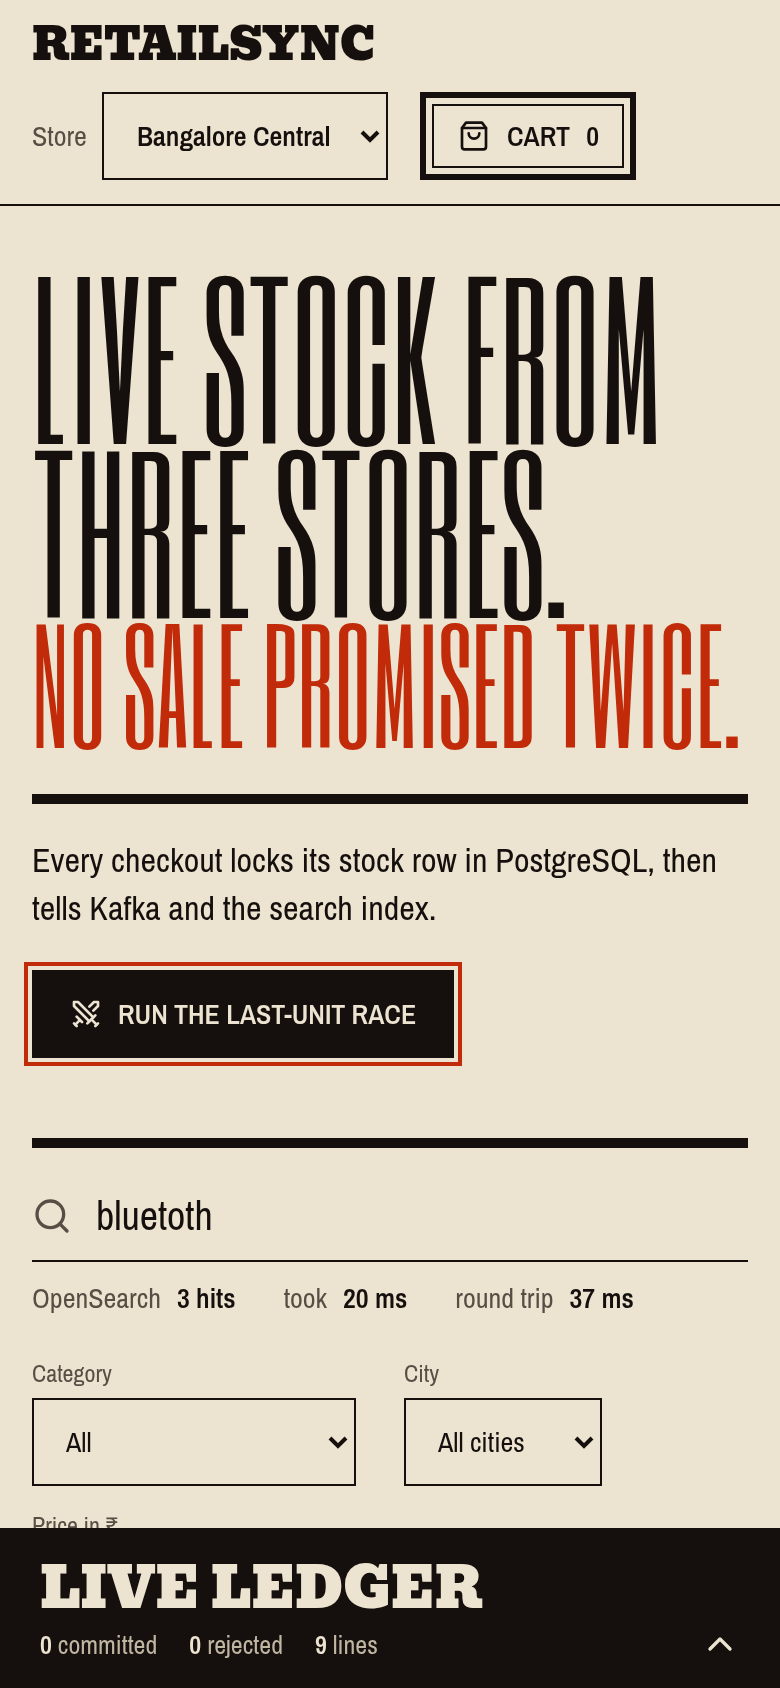 RETAILSYNC
Store Bangalore Central CART 0
LIVE STOCK FROM
THREE STORES.
NO SALE PROMISED TWICE.
Every checkout locks its stock row in PostgreSQL, then
tells Kafka and the search index.
RUN THE LAST-UNIT RACE
bluetoth
OpenSearch 3 hits took 20 ms round trip 37 ms
Category City
All All cities
Price in ₹
LIVE LEDGER
0 committed 0 rejected 9 lines